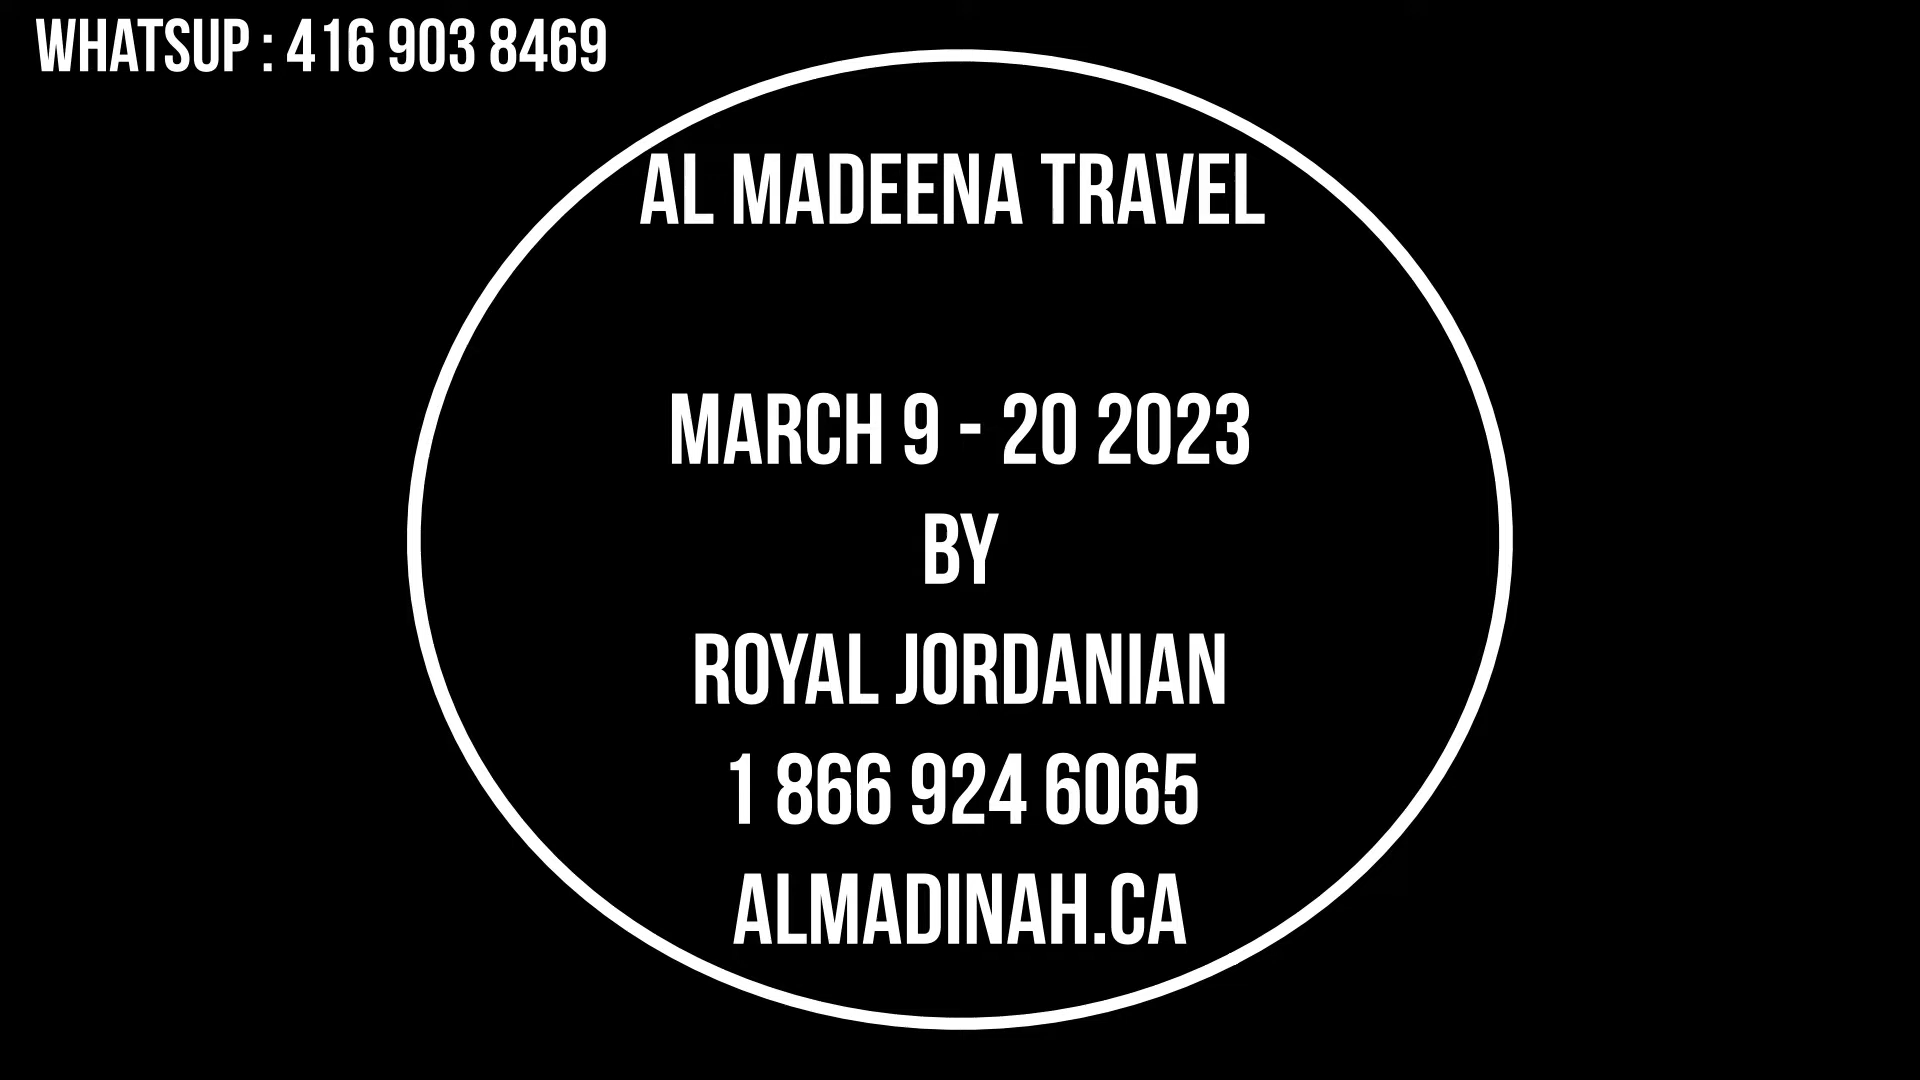 WHATSUP : 416 903 8469
AL MADEENA TRAVEL
MARCH 9 - 20 2023
BY
ROYAL JORDANIAN
1 866 924 6065
ALMADINAH.CA